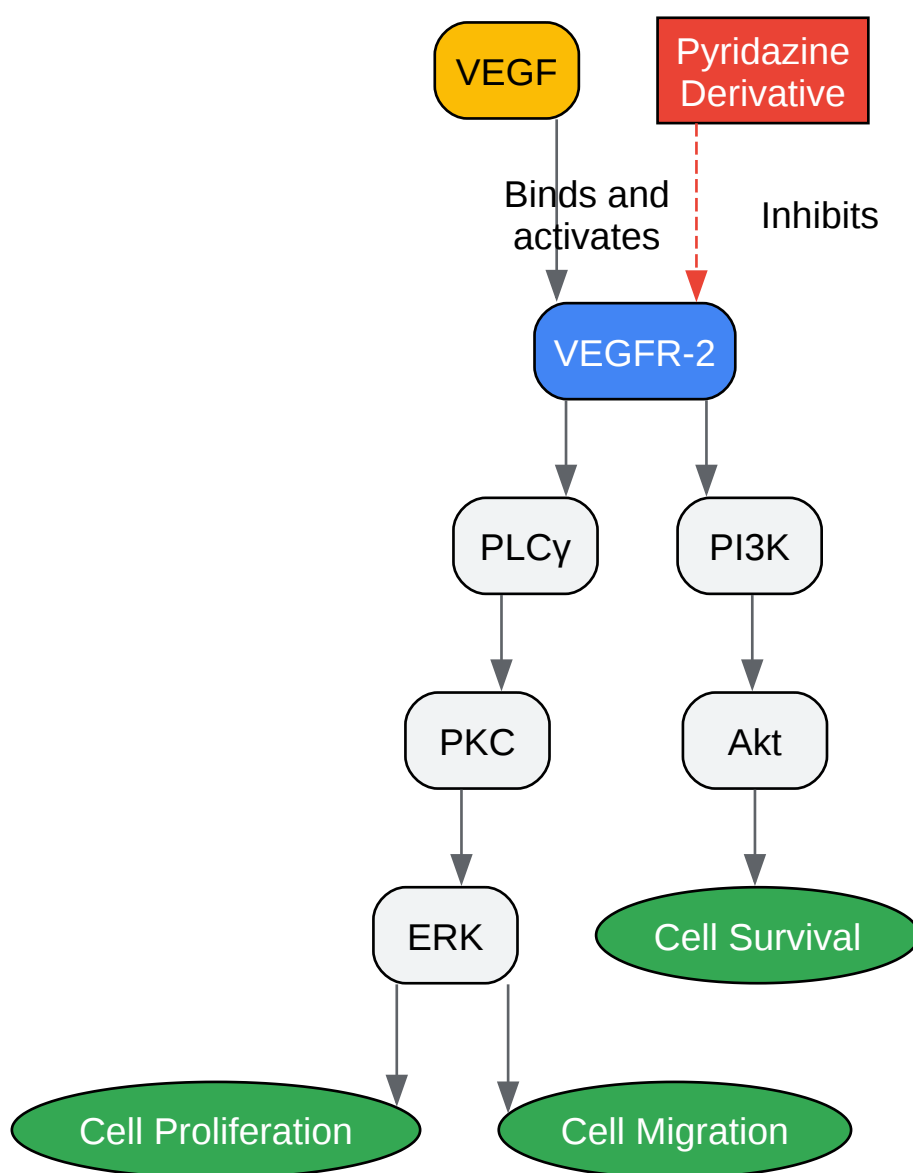 VEGF
Pyridazine
Derivative
Binds and
activates
Inhibits
VEGFR-2
PLCγ
PI3K
PKC
Akt
ERK
Cell Survival
Cell Proliferation
Cell Migration